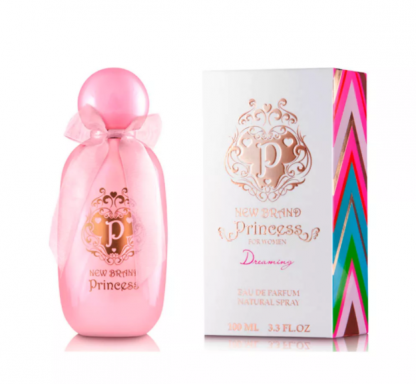 P
NEW BRAND
Princess
P
NEW BRAND
Princess
FOR WOMEN
Dreaming
EAU DE PARFUM
NATURAL SPRAY
100 ML 3.3 FL.OZ